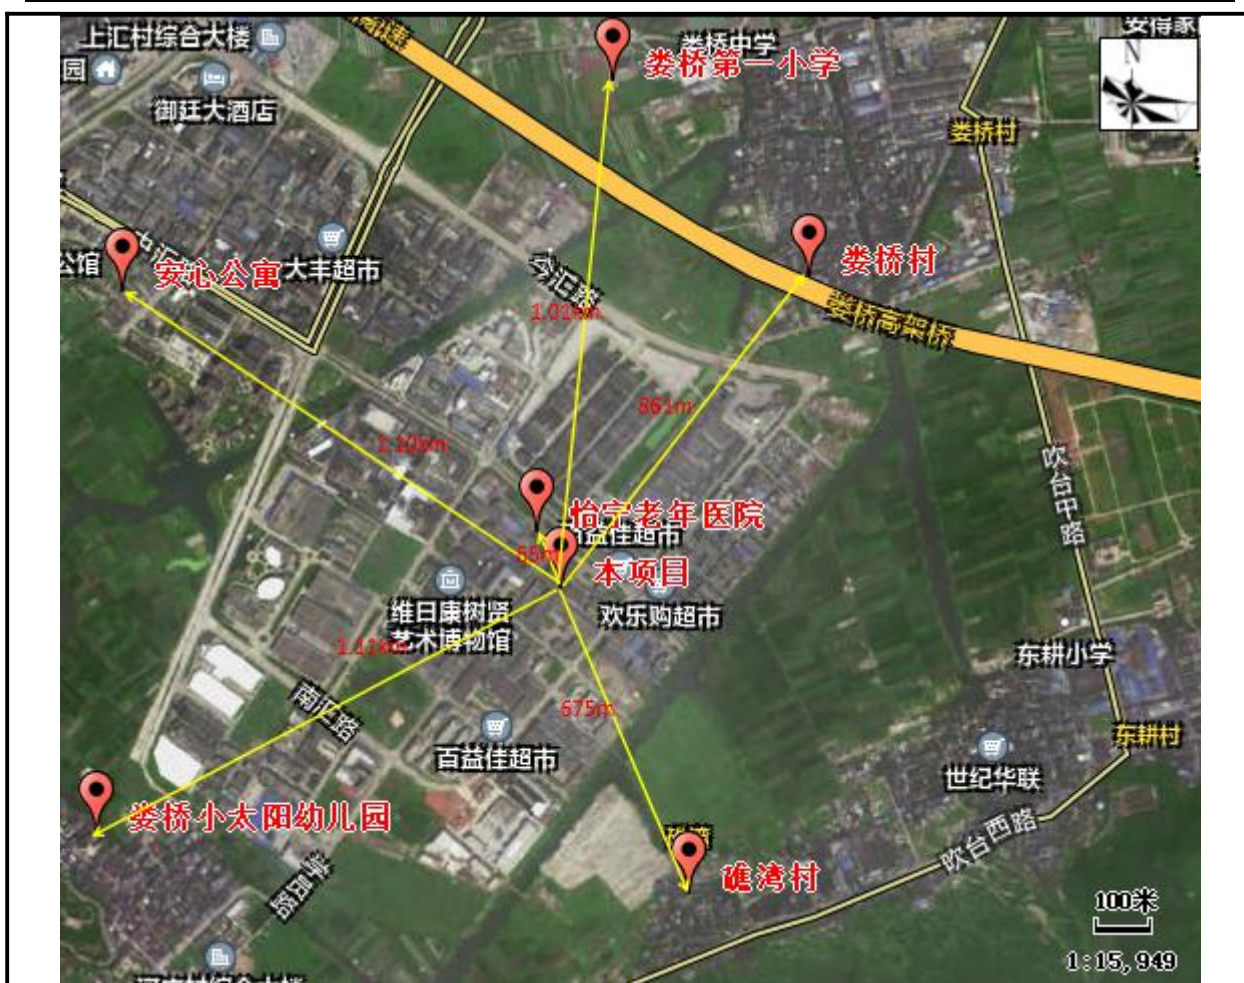 上汇村综合大楼
安得家
娄桥中学
娄桥第一小学
N
园
御廷大酒店
娄桥村
公馆
安心公寓
大丰超市
今汇路
娄桥村
1.01km
娄桥高架桥
861m
1.10km
吹台中路
怡宁老年医院
百益佳超市
55m
本项目
维日康树贤
艺术博物馆
欢乐购超市
1.11km
东耕小学
南汇路
675m
东耕村
百益佳超市
世纪华联
娄桥小太阳幼儿园
吹台西路
礁湾村
100米
1:15,949